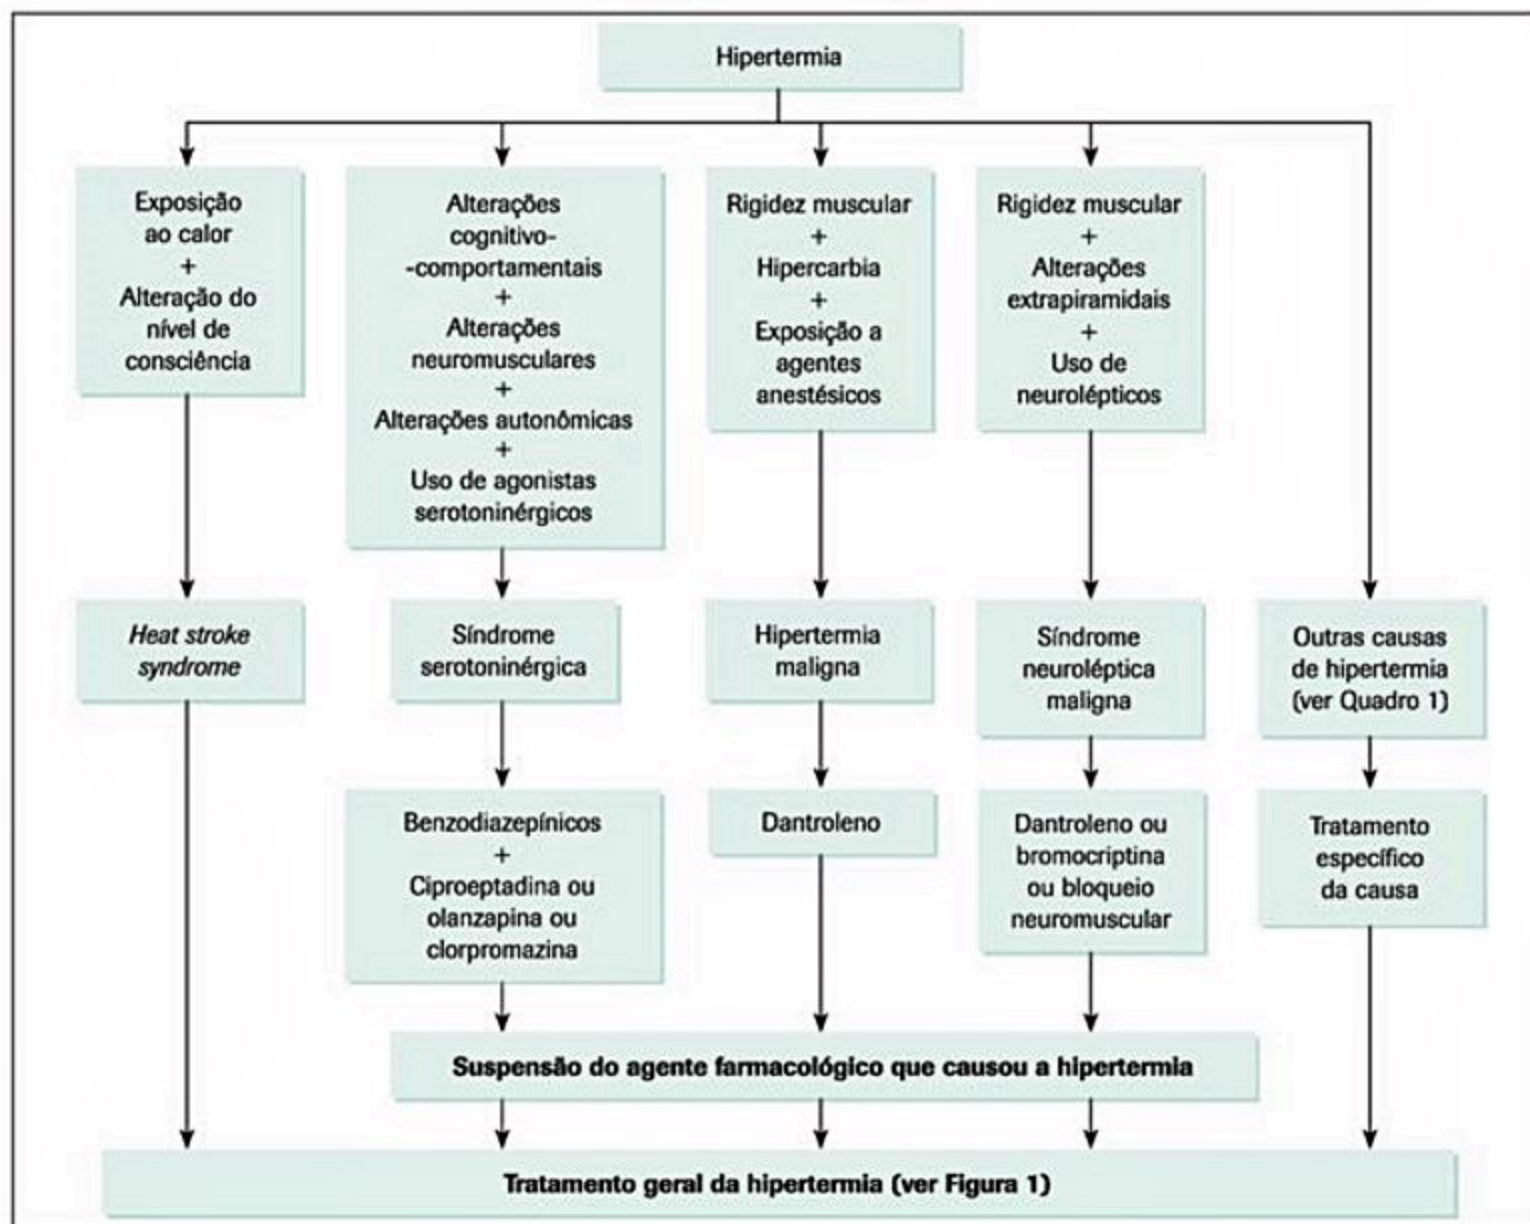 Hipertermia
Exposição
ao calor
+
Alteração do
nível de
consciência
Alterações
cognitivo-
-comportamentais
+
Alterações
neuromusculares
+
Alterações autonômicas
+
Uso de agonistas
serotoninérgicos
Rigidez muscular
+
Hipercarbia
+
Exposição a
agentes
anestésicos
Rigidez muscular
+
Alterações
extrapiramidais
+
Uso de
neurolépticos
Heat stroke
syndrome
Síndrome
serotoninérgica
Hipertermia
maligna
Síndrome
neuroléptica
maligna
Outras causas
de hipertermia
(ver Quadro 1)
Benzodiazepínicos
+
Ciproeptadina ou
olanzapina ou
clorpromazina
Dantroleno
Dantroleno ou
bromocriptina
ou bloqueio
neuromuscular
Tratamento
específico
da causa
Suspensão do agente farmacológico que causou a hipertermia
Tratamento geral da hipertermia (ver Figura 1)